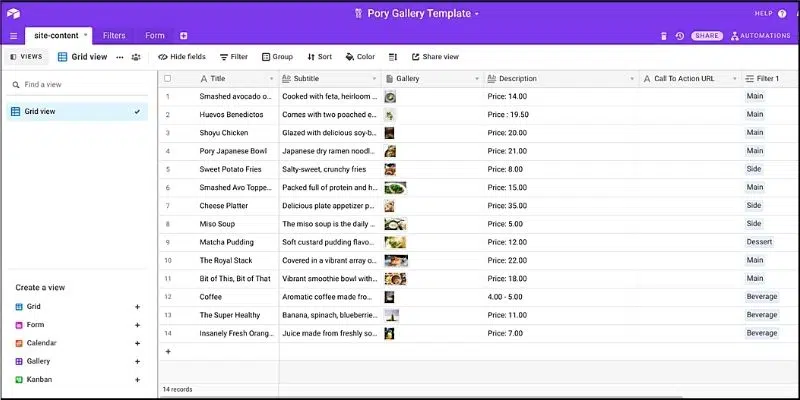 Pory Gallery Template
HELP
site-content
Filters
Form
SHARE
AUTOMATIONS
VIEWS
Grid view
Hide fields
Filter
Group
Sort
Color
Share view
Find a view
Grid view
Title Subtitle Gallery Description Call To Action URL Filter 1
1 Smashed avocado o... Cooked with feta, heirloom ... Price: 14.00 Main
2 Huevos Benedictos Comes with two poached e... Price : 19.50 Main
3 Shoyu Chicken Glazed with delicious soy-b... Price: 20.00 Main
4 Pory Japanese Bowl Japanese dry ramen noodl... Price: 21.00 Main
5 Sweet Potato Fries Salty-sweet, crunchy fries Price: 8.00 Side
6 Smashed Avo Toppe... Packed full of protein and h... Price: 15.00 Main
7 Cheese Platter Delicious plate appetizer p... Price: 35.00 Side
8 Miso Soup The miso soup is the daily ... Price: 5.00 Side
9 Matcha Pudding Soft custard pudding flavo... Price: 12.00 Dessert
10 The Royal Stack Covered in a vibrant array o... Price: 22.00 Main
11 Bit of This, Bit of That Vibrant smoothie bowl with... Price: 18.00 Main
12 Coffee Aromatic coffee made fro... 4.00 - 5.00 Beverage
13 The Super Healthy Banana, spinach, blueberrie... Price: 11.00 Beverage
14 Insanely Fresh Orang... Juice made from freshly so... Price: 7.00 Beverage
Create a view
Grid
Form
Calendar
Gallery
Kanban
14 records